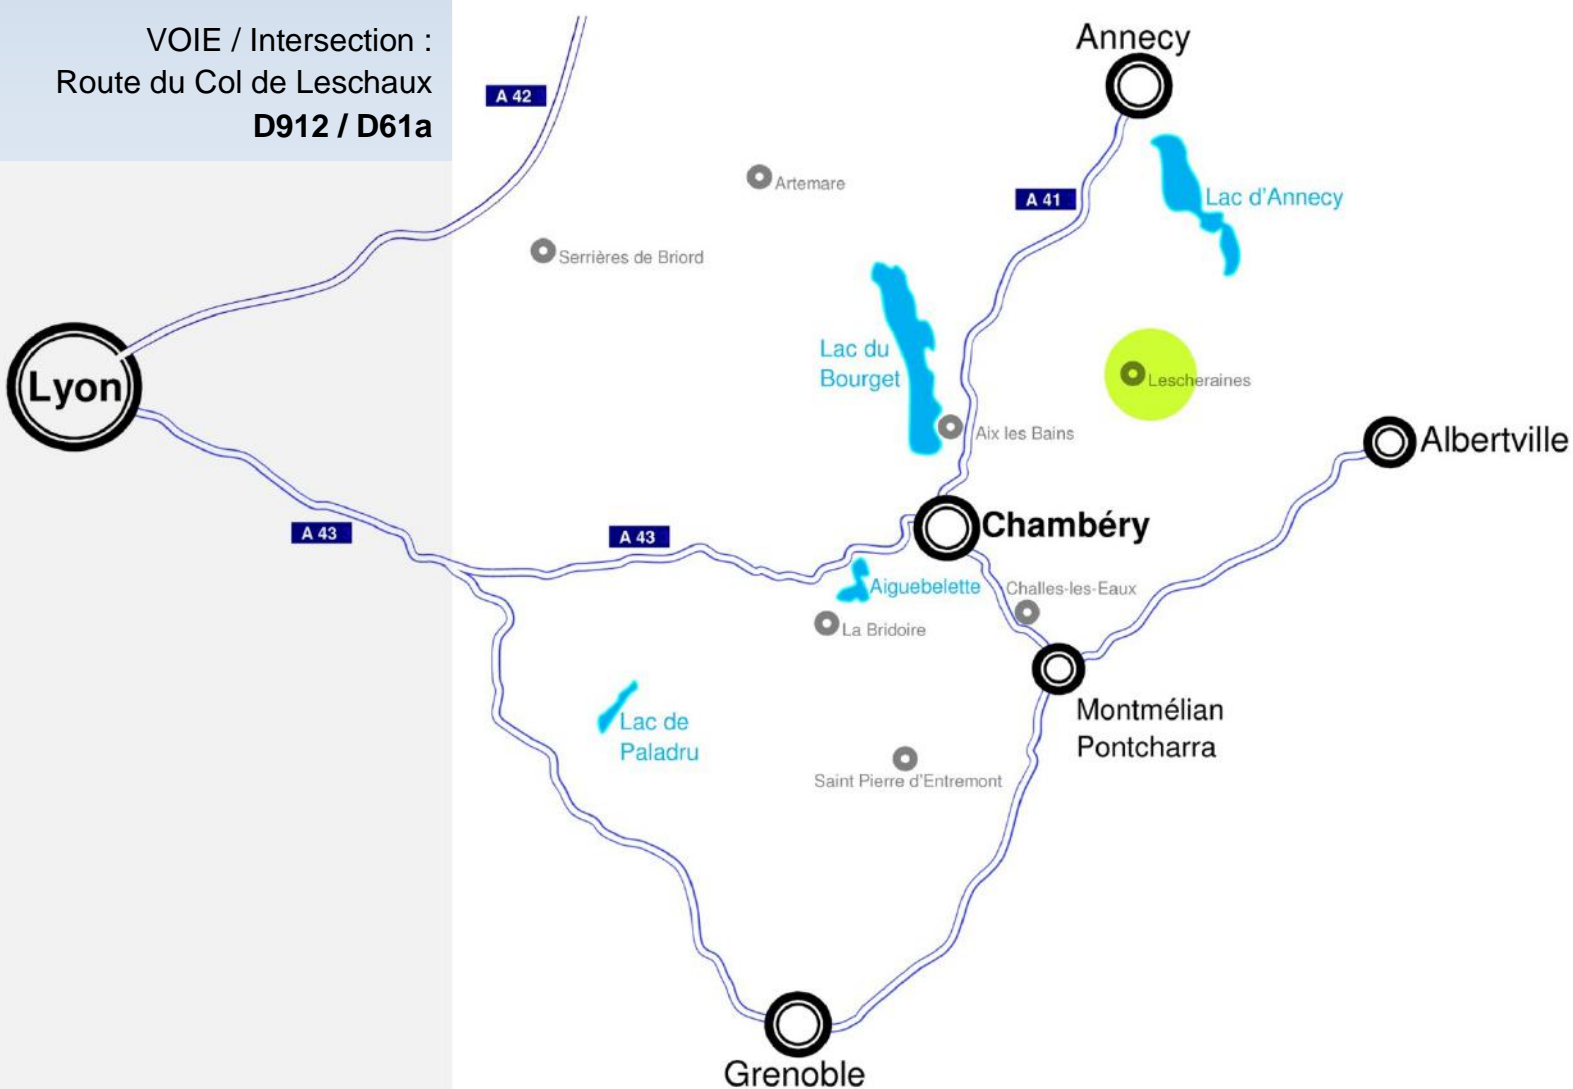 VOIE / Intersection :
Route du Col de Leschaux
D912 / D61a
Annecy
A 42
Artemare
A 41
Lac d'Annecy
Serrières de Briord
Lac du
Bourget
Lyon
Lescheraines
Aix les Bains
Albertville
A 43
A 43
Chambéry
Aiguebelette
Challes-les-Eaux
La Bridoire
Lac de
Paladru
Montmélian
Pontcharra
Saint Pierre d'Entremont
Grenoble